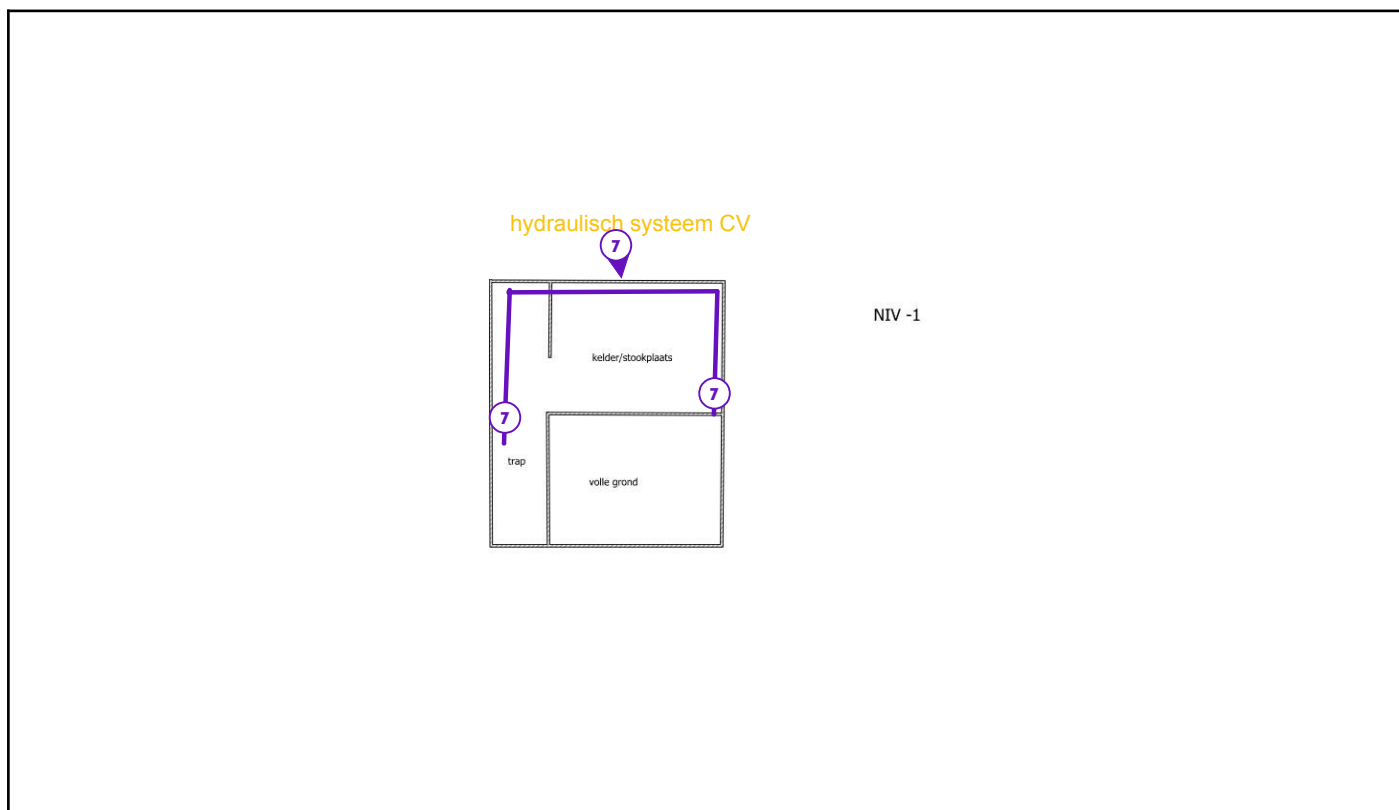 hydraulisch systeem CV
7
NIV -1
kelder/stookplaats
7
7
trap
volle grond